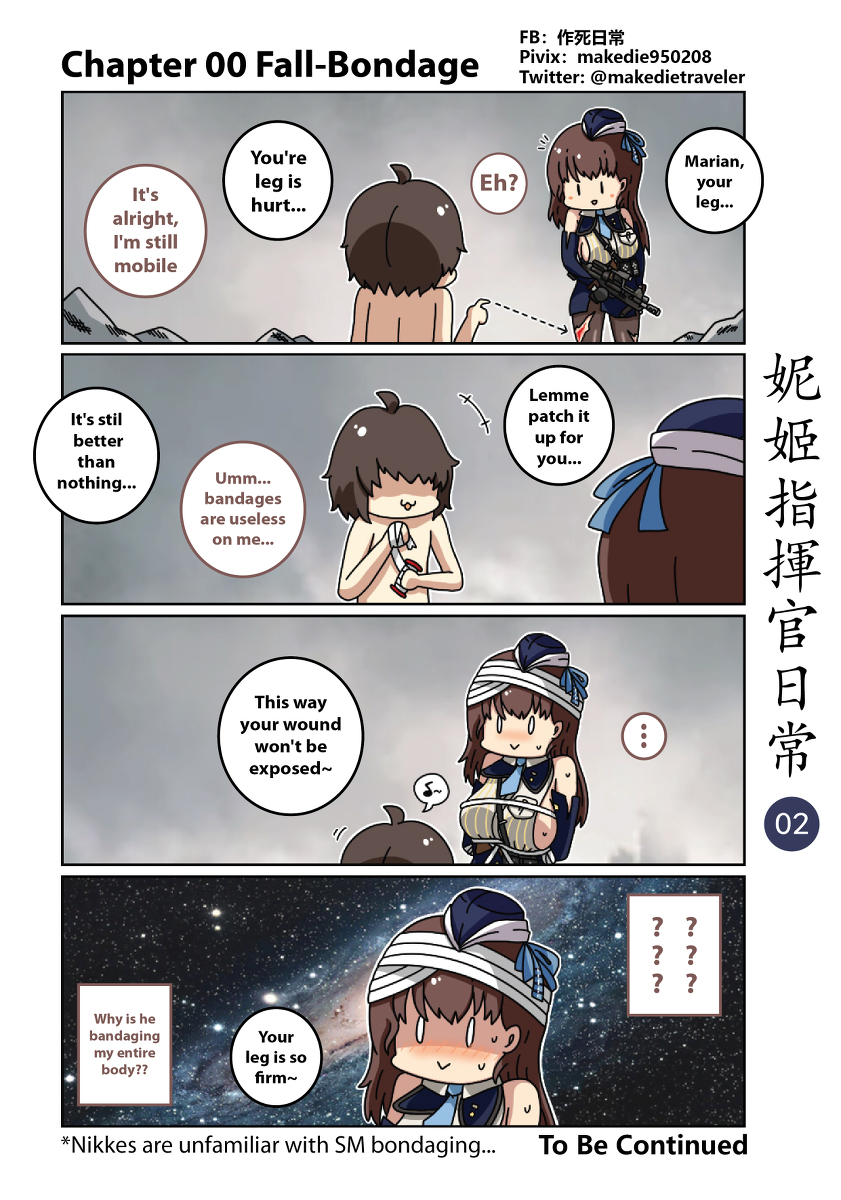 Chapter 00 Fall-Bondage
FB: 作死日常
Pivix: makedie950208
Twitter: @makedietraveler
Marian,
your
leg...
Eh?
You're
leg is
hurt...
It's
alright,
I'm still
mobile
Lemme
patch it
up for
you...
Umm...
bandages
are useless
on me...
It's stil
better
than
nothing...
妮姬指揮官日常
02
⋮
This way
your wound
won't be
exposed~
♪~
? ?
? ?
? ?
Your
leg is so
firm~
Why is he
bandaging
my entire
body??
*Nikkes are unfamiliar with SM bondaging...
To Be Continued